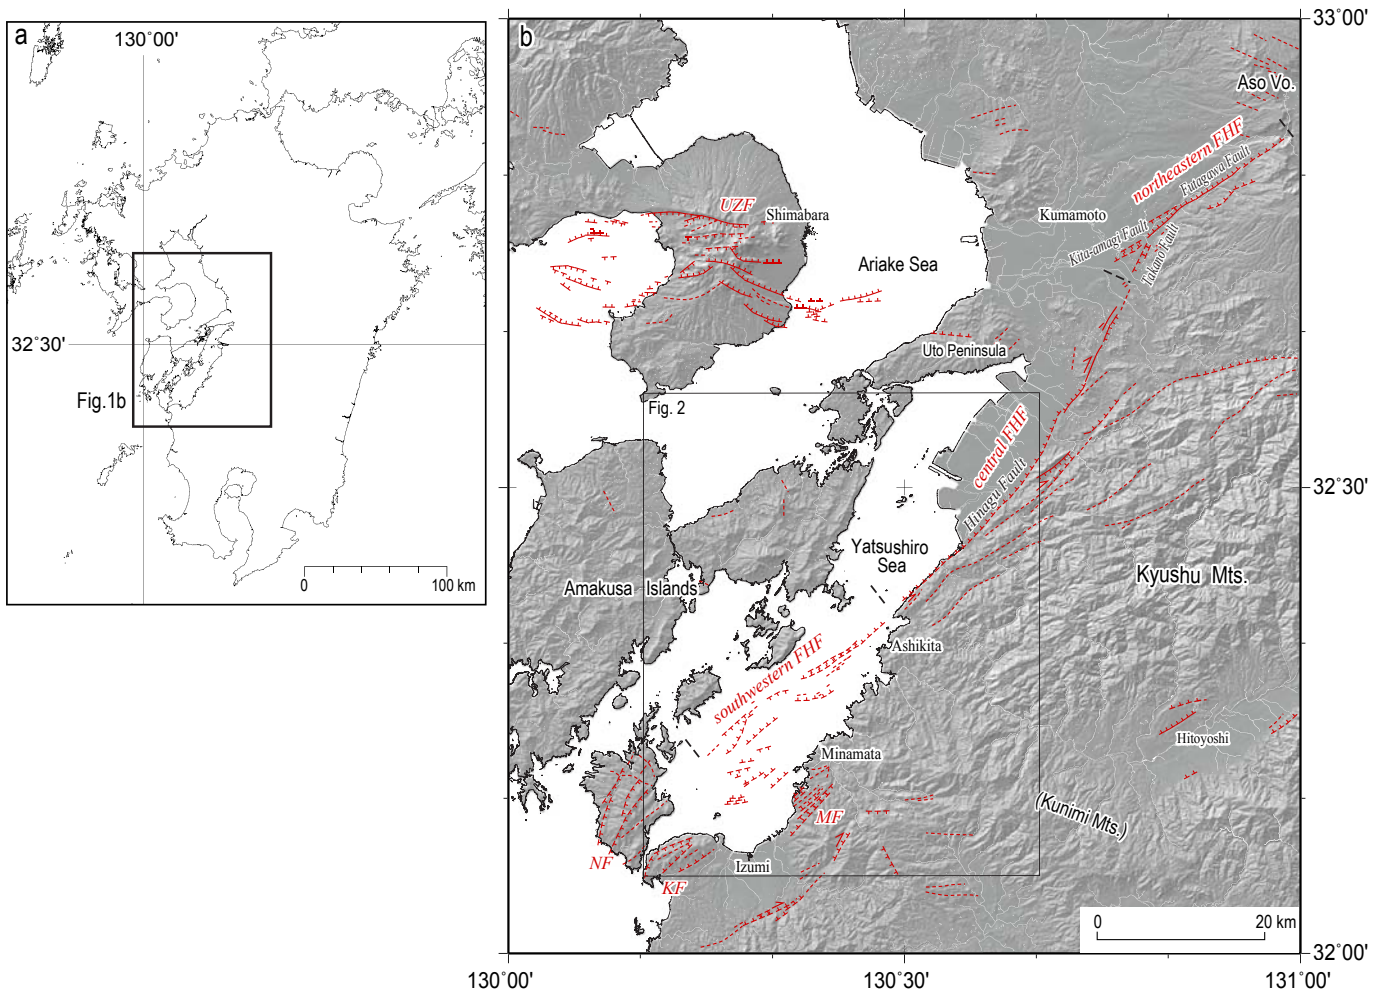 a
130°00'
32°30'
Fig.1b
0
100 km
b
33°00'
Aso Vo.
northeastern FHF
Futagawa Fault
UZF
Shimabara
Kumamoto
Kita-amagi Fault
Takano Fault
Ariake Sea
Uto Peninsula
Fig. 2
central FHF
32°30'
Hinagu Fault
Yatsushiro
Sea
Kyushu Mts.
Amakusa Islands
Ashikita
southwestern FHF
Hitoyoshi
Minamata
(Kunimi Mts.)
MF
NF
Izumi
KF
0
20 km
32°00'
130°00'
130°30'
131°00'